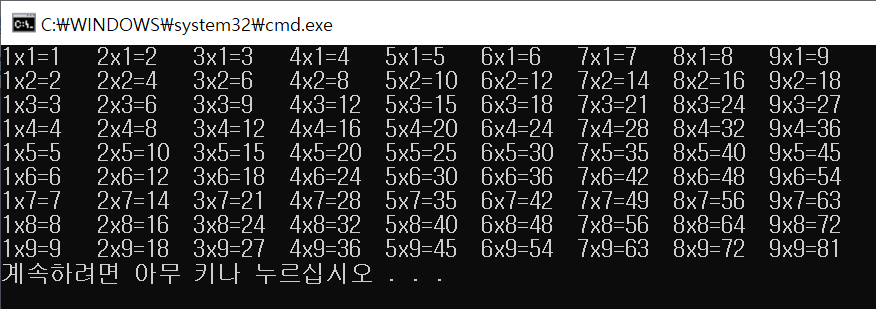 C:\WINDOWS\system32\cmd.exe
1x1=1 2x1=2 3x1=3 4x1=4 5x1=5 6x1=6 7x1=7 8x1=8 9x1=9
1x2=2 2x2=4 3x2=6 4x2=8 5x2=10 6x2=12 7x2=14 8x2=16 9x2=18
1x3=3 2x3=6 3x3=9 4x3=12 5x3=15 6x3=18 7x3=21 8x3=24 9x3=27
1x4=4 2x4=8 3x4=12 4x4=16 5x4=20 6x4=24 7x4=28 8x4=32 9x4=36
1x5=5 2x5=10 3x5=15 4x5=20 5x5=25 6x5=30 7x5=35 8x5=40 9x5=45
1x6=6 2x6=12 3x6=18 4x6=24 5x6=30 6x6=36 7x6=42 8x6=48 9x6=54
1x7=7 2x7=14 3x7=21 4x7=28 5x7=35 6x7=42 7x7=49 8x7=56 9x7=63
1x8=8 2x8=16 3x8=24 4x8=32 5x8=40 6x8=48 7x8=56 8x8=64 9x8=72
1x9=9 2x9=18 3x9=27 4x9=36 5x9=45 6x9=54 7x9=63 8x9=72 9x9=81
계속하려면 아무 키나 누르십시오 . . .